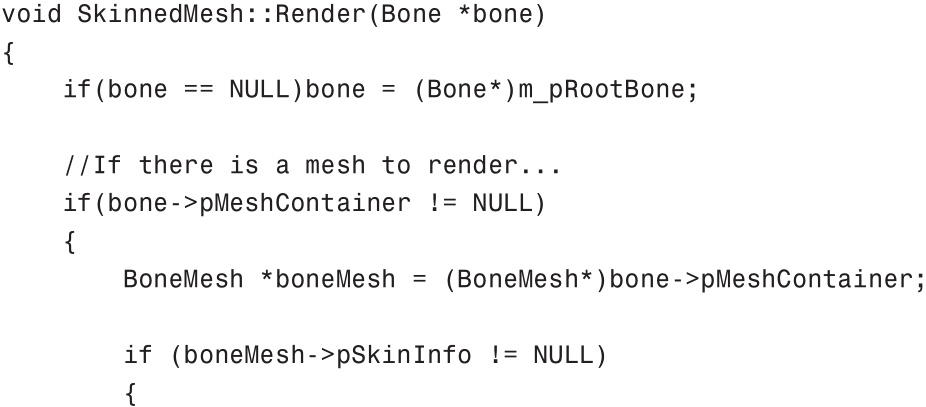 void SkinnedMesh::Render(Bone *bone)
{
    if(bone == NULL)bone = (Bone*)m_pRootBone;

    //If there is a mesh to render...
    if(bone->pMeshContainer != NULL)
    {
        BoneMesh *boneMesh = (BoneMesh*)bone->pMeshContainer;

        if (boneMesh->pSkinInfo != NULL)
        {